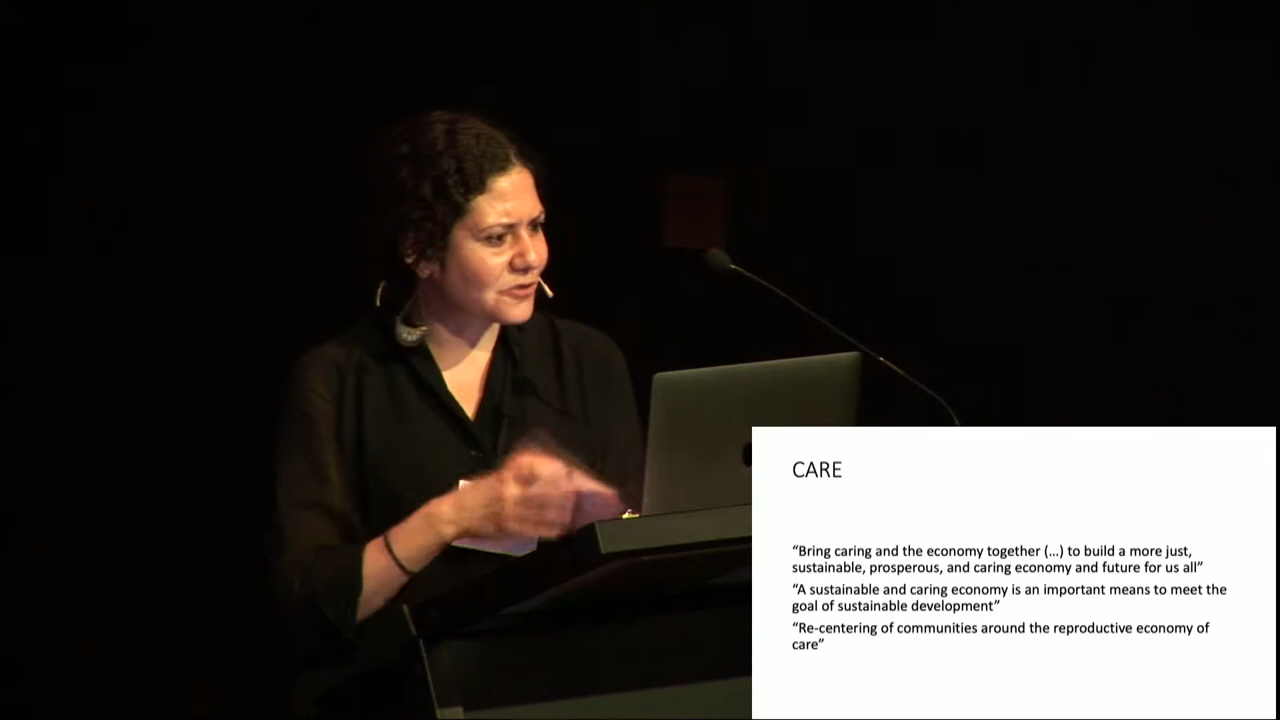 CARE
“Bring caring and the economy together (...) to build a more just,
sustainable, prosperous, and caring economy and future for us all”
“A sustainable and caring economy is an important means to meet the
goal of sustainable development”
“Re-centering of communities around the reproductive economy of
care”